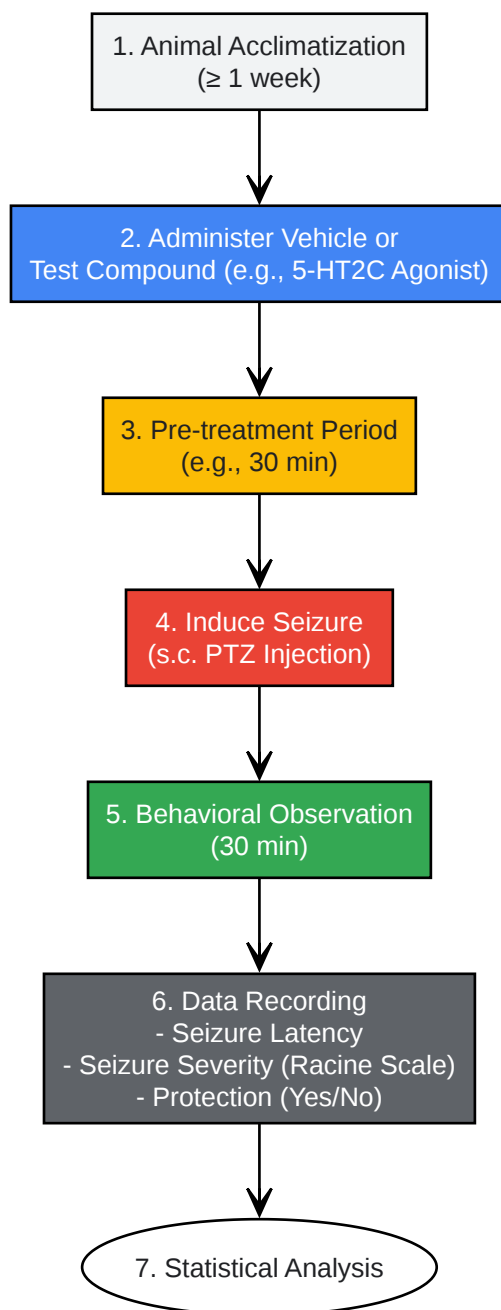 1. Animal Acclimatization
(≥ 1 week)
2. Administer Vehicle or
Test Compound (e.g., 5-HT2C Agonist)
3. Pre-treatment Period
(e.g., 30 min)
4. Induce Seizure
(s.c. PTZ Injection)
5. Behavioral Observation
(30 min)
6. Data Recording
- Seizure Latency
- Seizure Severity (Racine Scale)
- Protection (Yes/No)
7. Statistical Analysis